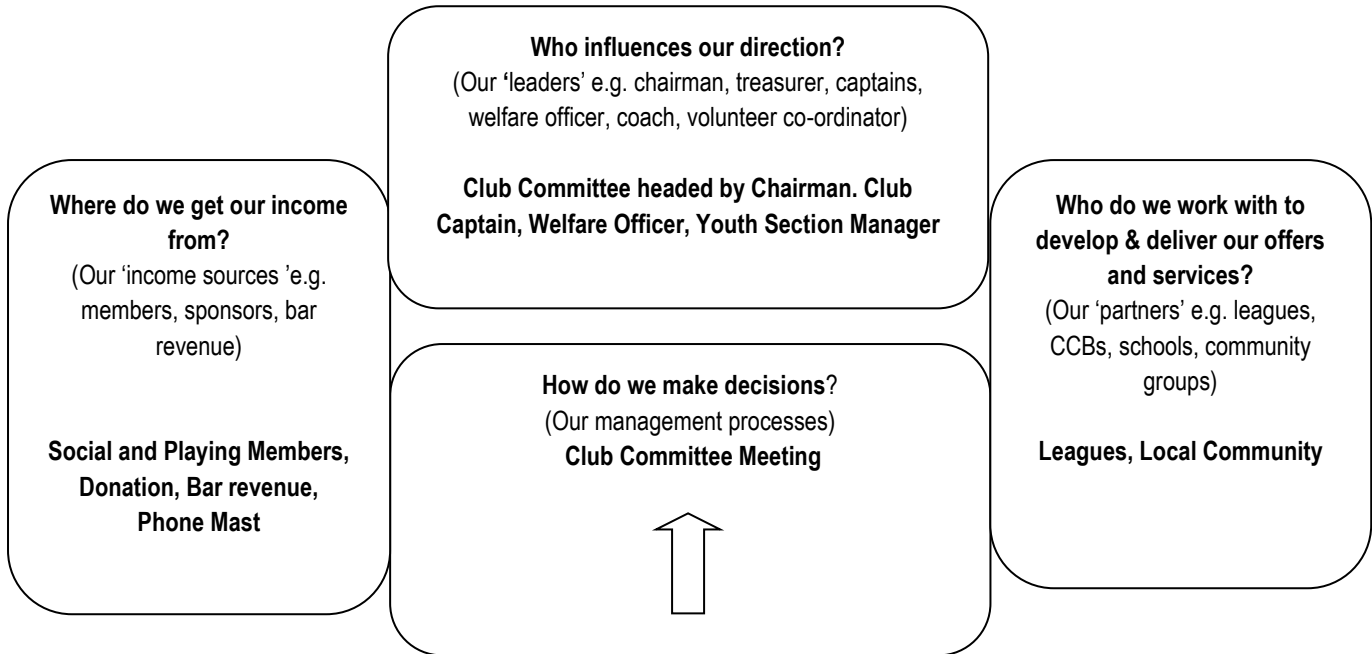 Who influences our direction?
(Our ‘leaders’ e.g. chairman, treasurer, captains,
welfare officer, coach, volunteer co-ordinator)
Club Committee headed by Chairman. Club
Captain, Welfare Officer, Youth Section Manager
Where do we get our income
from?
(Our ‘income sources ’e.g.
members, sponsors, bar
revenue)
Social and Playing Members,
Donation, Bar revenue,
Phone Mast
How do we make decisions?
(Our management processes)
Club Committee Meeting
Who do we work with to
develop & deliver our offers
and services?
(Our ‘partners’ e.g. leagues,
CCBs, schools, community
groups)
Leagues, Local Community